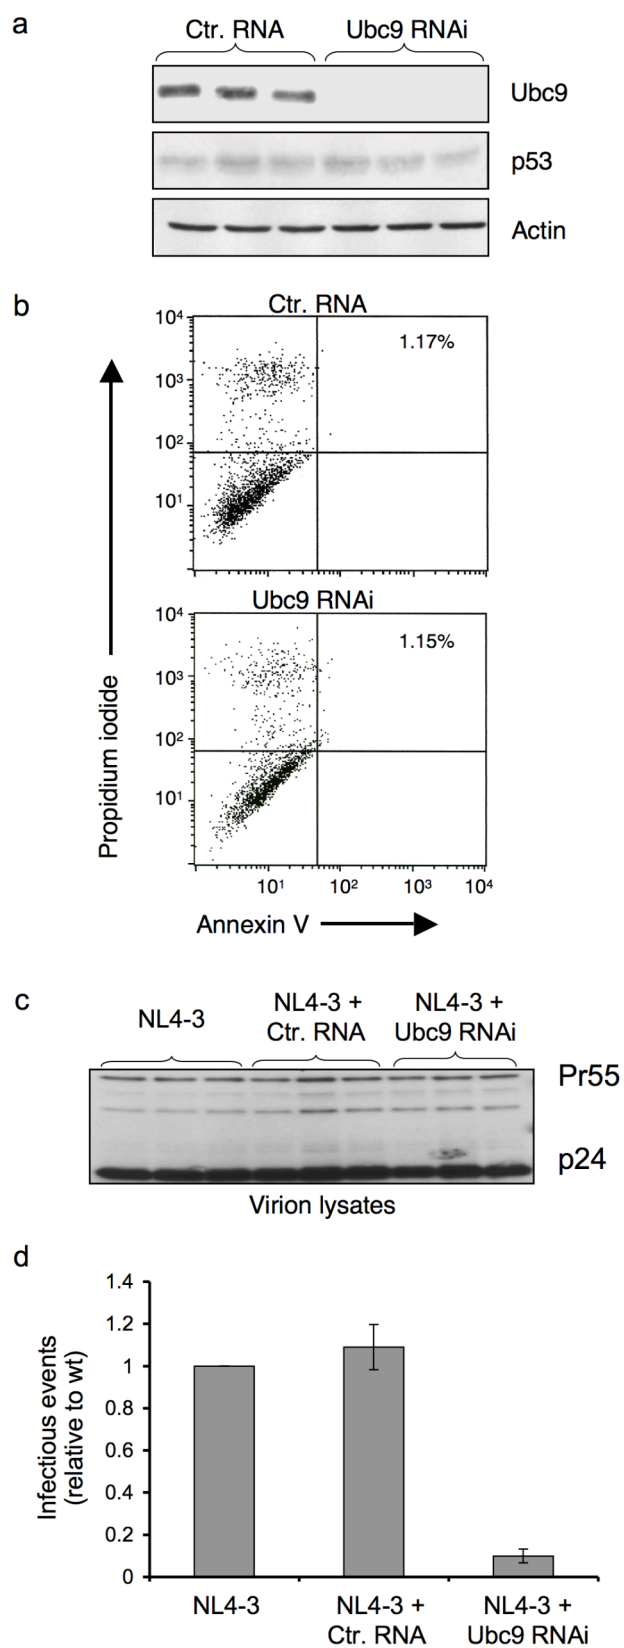 a
Ctr. RNA Ubc9 RNAi
Ubc9
p53
Actin
b
Ctr. RNA
10⁴
10³
10²
10¹
1.17%
Ubc9 RNAi
10⁴
10³
10²
10¹
1.15%
Propidium iodide
10¹ 10² 10³ 10⁴
Annexin V
c
NL4-3
NL4-3 +
Ctr. RNA
NL4-3 +
Ubc9 RNAi
Pr55
p24
Virion lysates
d
Infectious events
(relative to wt)
1.4
1.2
1
0.8
0.6
0.4
0.2
0
NL4-3
NL4-3 +
Ctr. RNA
NL4-3 +
Ubc9 RNAi